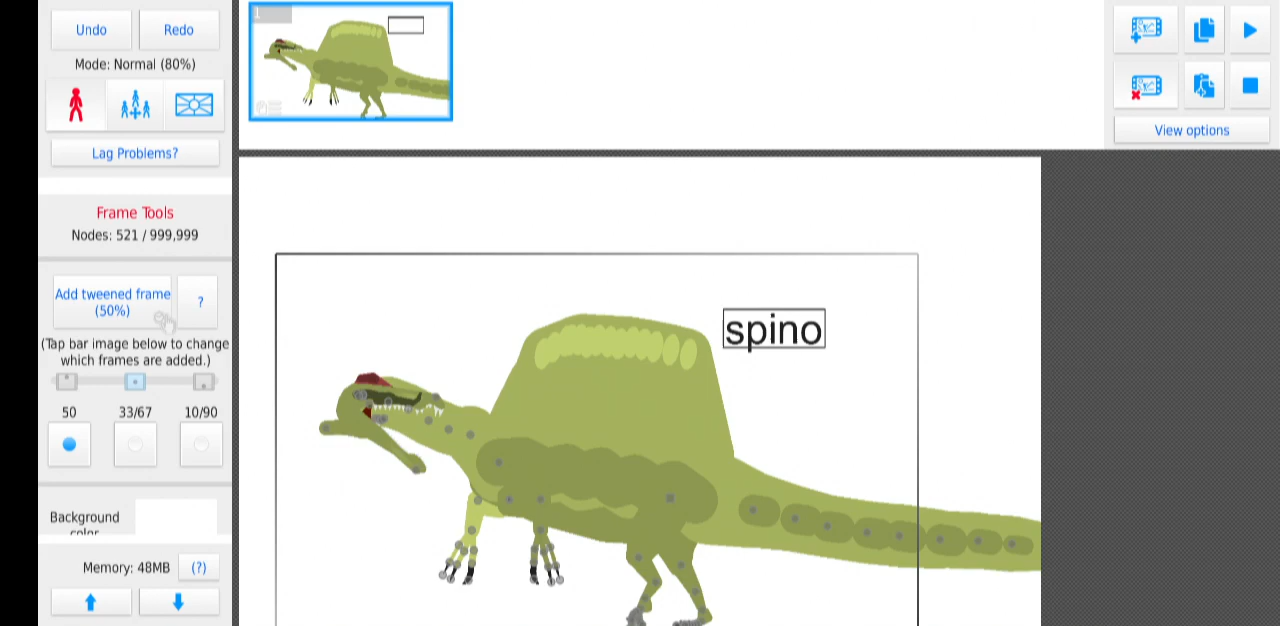 Undo
Redo
Mode: Normal (80%)
Lag Problems?
Frame Tools
Nodes: 521 / 999,999
Add tweened frame
(50%)
?
(Tap bar image below to change
which frames are added.)
50
33/67
10/90
Background
color
Memory: 48MB
(?)
1
View options
spino